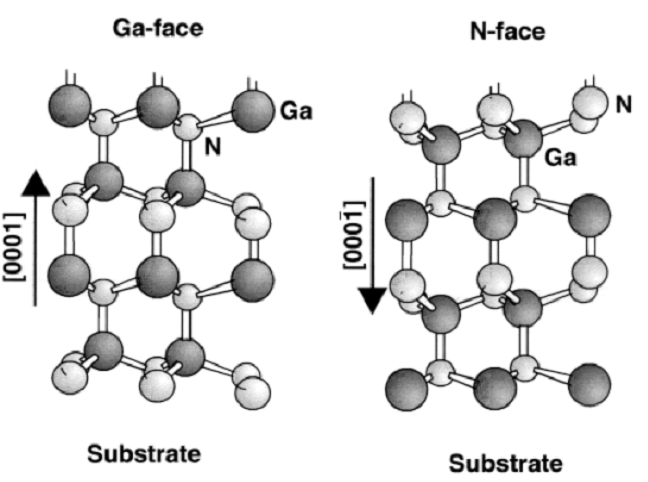 Ga-face
N-face
Ga
N
N
Ga
[0001]
[0001̄]
Substrate
Substrate